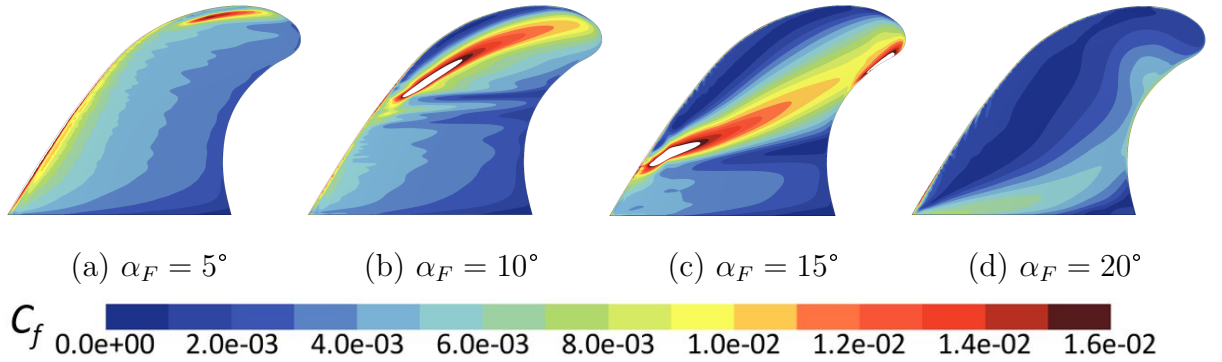 (a) α_F = 5° (b) α_F = 10° (c) α_F = 15° (d) α_F = 20°
C_f
0.0e+00 2.0e-03 4.0e-03 6.0e-03 8.0e-03 1.0e-02 1.2e-02 1.4e-02 1.6e-02